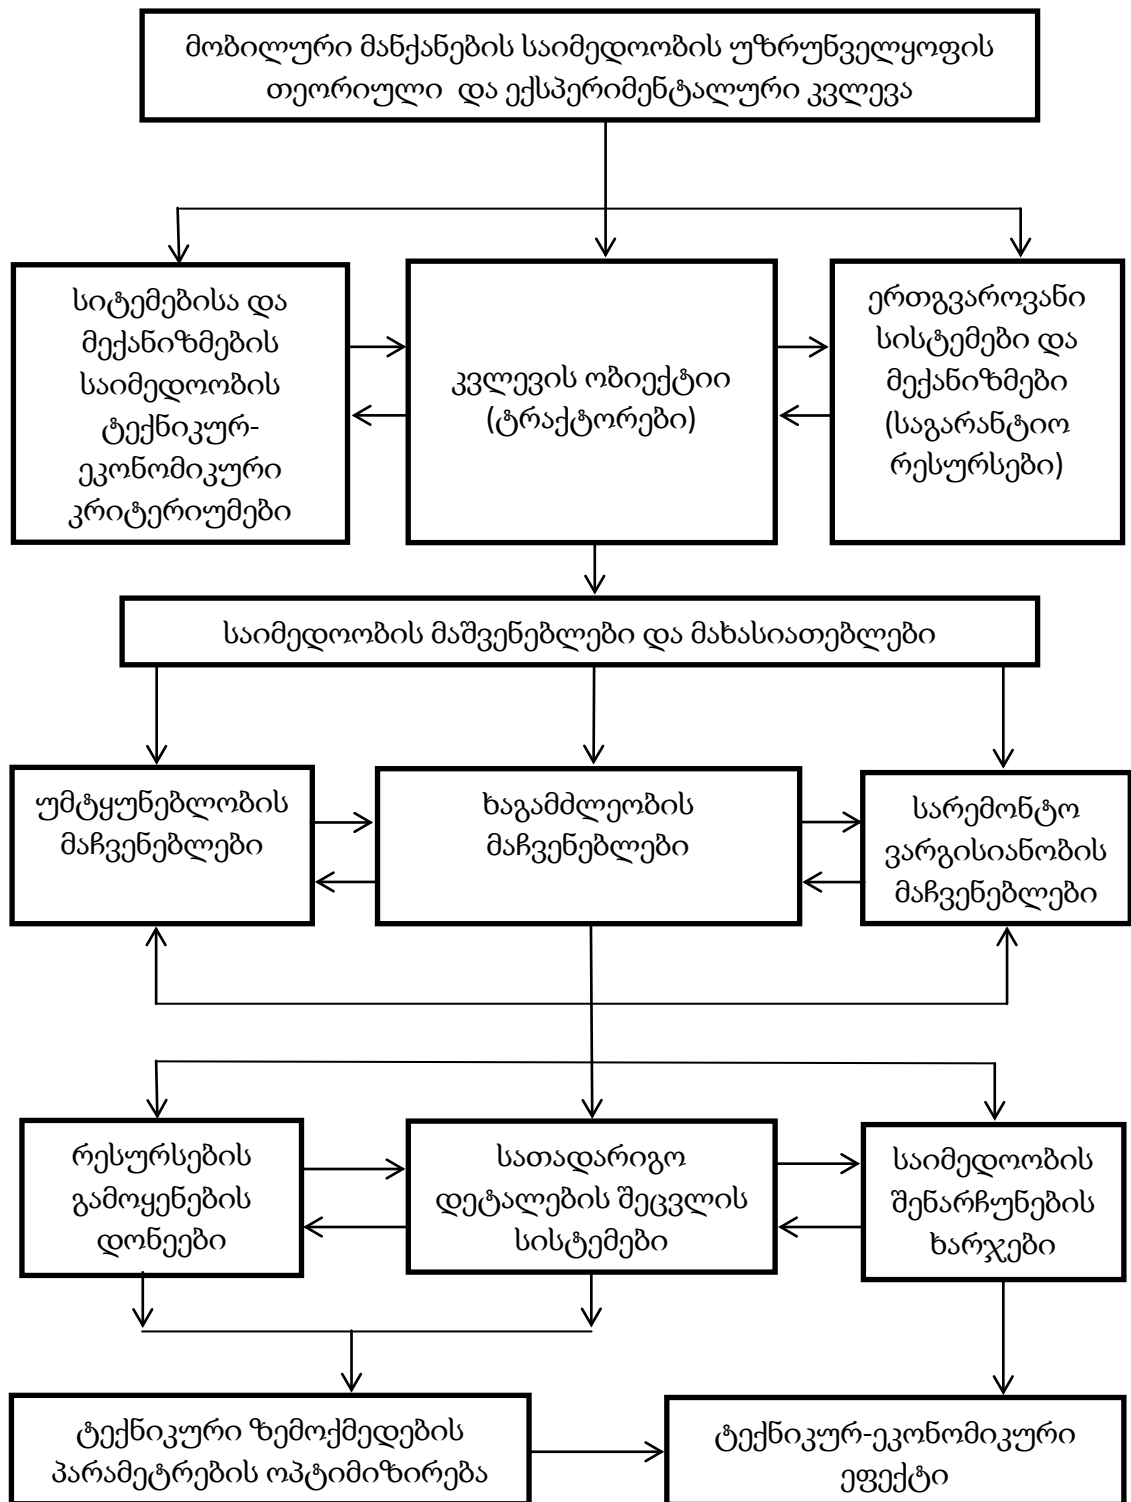 მობილური მანქანების საიმედოობის უზრუნველყოფის
თეორიული და ექსპერიმენტალური კვლევა
სიტემებისა და
მექანიზმების
საიმედოობის
ტექნიკურ-
ეკონომიკური
კრიტერიუმები
კვლევის ობიექტიი
(ტრაქტორები)
ერთგვაროვანი
სისტემები და
მექანიზმები
(საგარანტიო
რესურსები)
საიმედოობის მაშვენებლები და მახასიათებლები
უმტყუნებლობის
მაჩვენებლები
ხაგამძლეობის
მაჩვენებლები
სარემონტო
ვარგისიანობის
მაჩვენებლები
რესურსების
გამოყენების
დონეები
სათადარიგო
დეტალების შეცვლის
სისტემები
საიმედოობის
შენარჩუნების
ხარჯები
ტექნიკური ზემოქმედების
პარამეტრების ოპტიმიზირება
ტექნიკურ-ეკონომიკური
ეფექტი